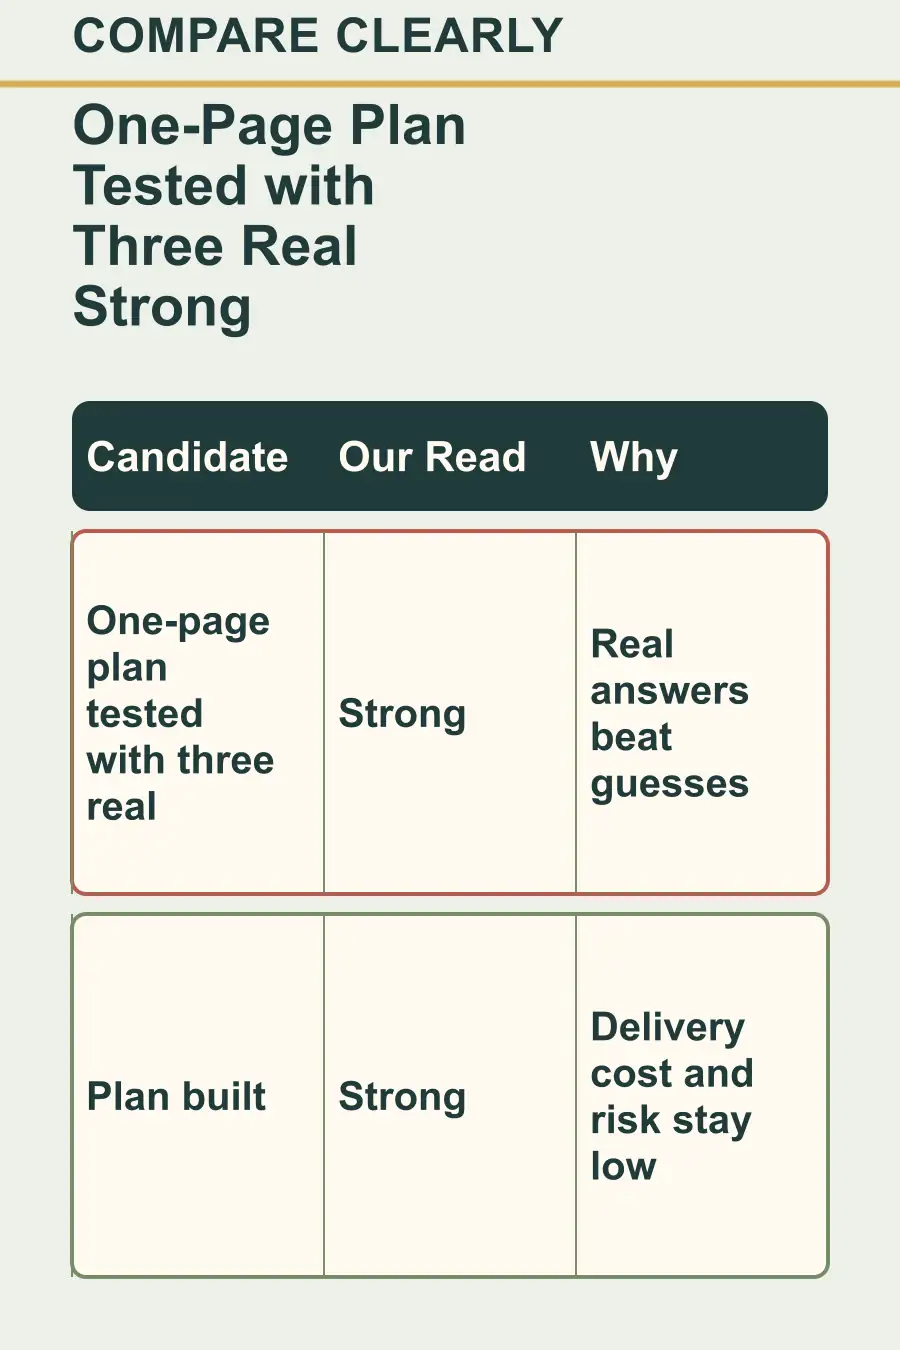 COMPARE CLEARLY
One-Page Plan
Tested with
Three Real
Strong
Candidate Our Read Why
One-page
plan
tested
with three
real
Strong
Real
answers
beat
guesses
Plan built
Strong
Delivery
cost and
risk stay
low